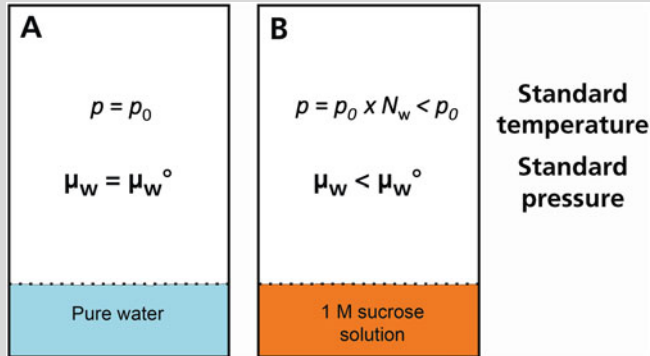 A
p = p₀
μw = μw°
Pure water
B
p = p₀ x Nw < p₀
μw < μw°
1 M sucrose
solution
Standard
temperature
Standard
pressure